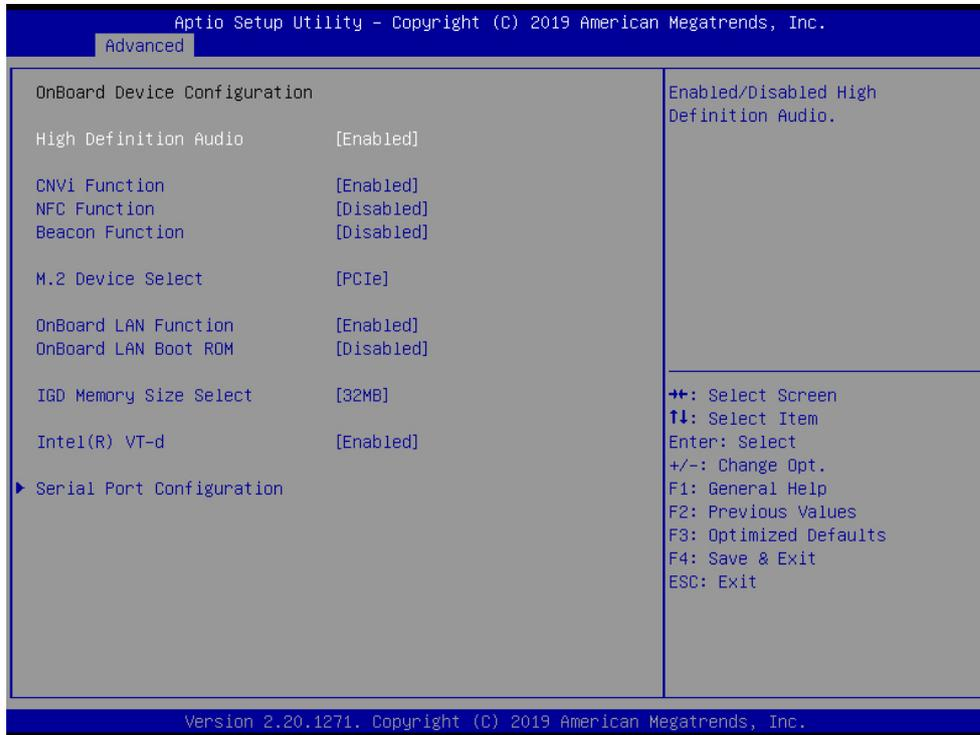 Aptio Setup Utility – Copyright (C) 2019 American Megatrends, Inc.
Advanced
OnBoard Device Configuration
High Definition Audio [Enabled]
CNVi Function [Enabled]
NFC Function [Disabled]
Beacon Function [Disabled]
M.2 Device Select [PCIe]
OnBoard LAN Function [Enabled]
OnBoard LAN Boot ROM [Disabled]
IGD Memory Size Select [32MB]
Intel(R) VT-d [Enabled]
Serial Port Configuration
Enabled/Disabled High
Definition Audio.
→←: Select Screen
↑↓: Select Item
Enter: Select
+/-: Change Opt.
F1: General Help
F2: Previous Values
F3: Optimized Defaults
F4: Save & Exit
ESC: Exit
Version 2.20.1271. Copyright (C) 2019 American Megatrends, Inc.